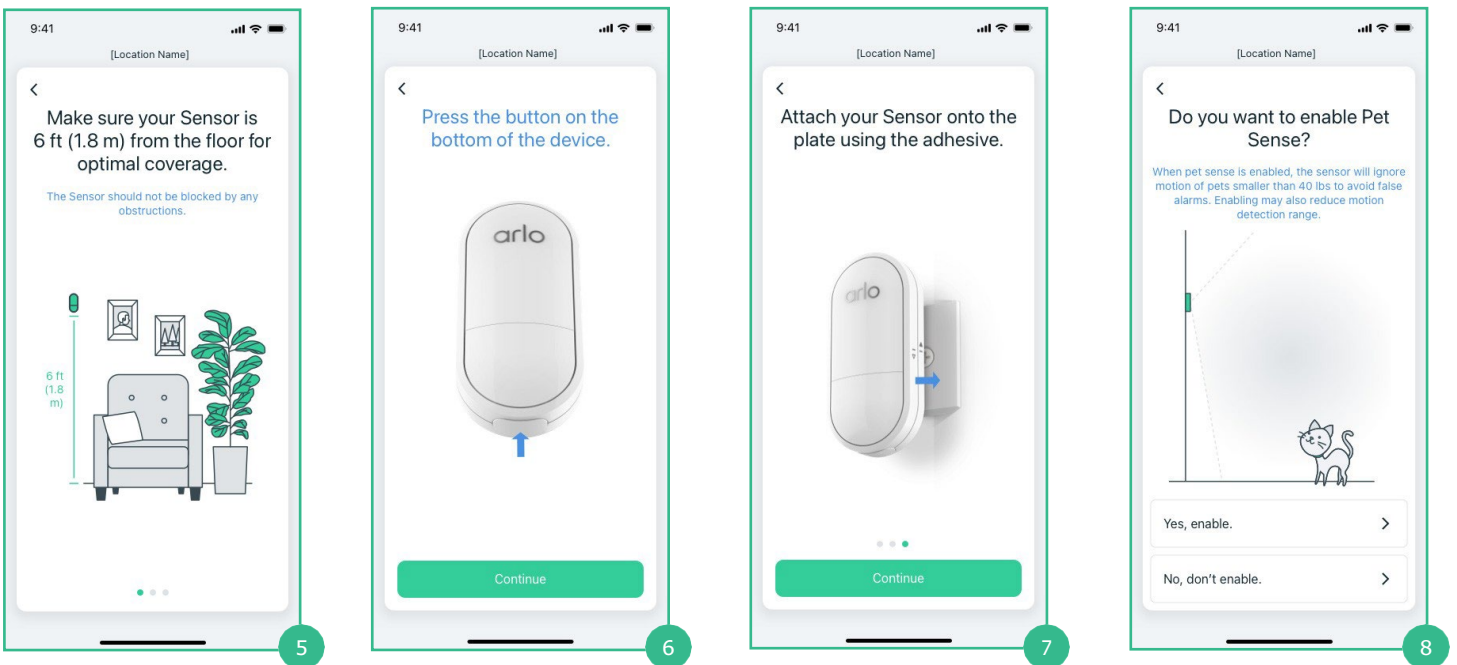 9:41
[Location Name]
Make sure your Sensor is
6 ft (1.8 m) from the floor for
optimal coverage.
The Sensor should not be blocked by any
obstructions.
6 ft
(1.8
m)
5
9:41
[Location Name]
Press the button on the
bottom of the device.
arlo
Continue
6
9:41
[Location Name]
Attach your Sensor onto the
plate using the adhesive.
arlo
Continue
7
9:41
[Location Name]
Do you want to enable Pet
Sense?
When pet sense is enabled, the sensor will ignore
motion of pets smaller than 40 lbs to avoid false
alarms. Enabling may also reduce motion
detection range.
Yes, enable.
No, don't enable.
8